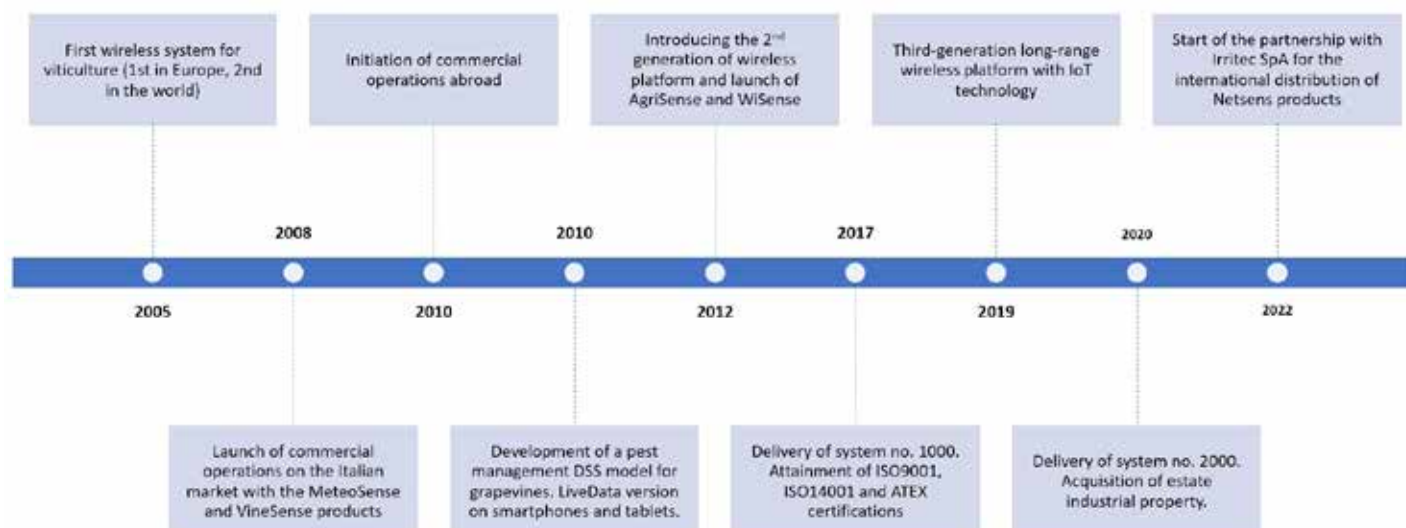 First wireless system for
viticulture (1st in Europe, 2nd
in the world)
Initiation of commercial
operations abroad
Introducing the 2nd
generation of wireless
platform and launch of
AgriSense and WiSense
Third-generation long-range
wireless platform with IoT
technology
Start of the partnership with
Irritec SpA for the
international distribution of
Netsens products
2008
2010
2017
2020
2005
2010
2012
2019
2022
Launch of commercial
operations on the Italian
market with the MeteoSense
and VineSense products
Development of a pest
management DSS model for
grapevines. LiveData version
on smartphones and tablets.
Delivery of system no. 1000.
Attainment of ISO9001,
ISO14001 and ATEX
certifications
Delivery of system no. 2000.
Acquisition of estate
industrial property.